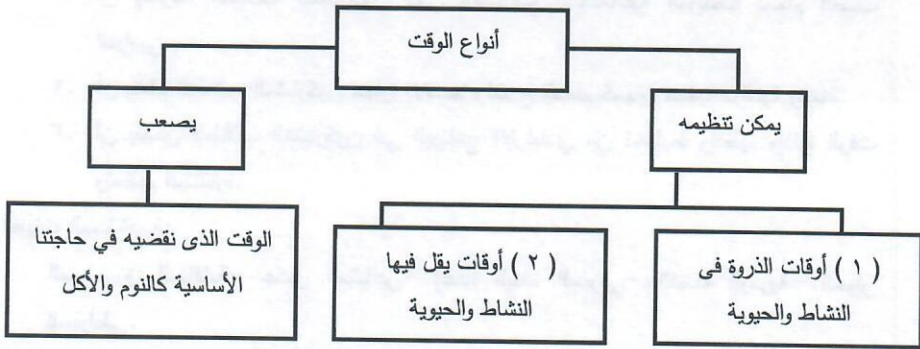 أنواع الوقت
يمكن تنظيمه
يصعب
( ١ ) أوقات الذروة فى
النشاط والحيوية
( ٢ ) أوقات يقل فيها
النشاط والحيوية
الوقت الذى نقضيه في حاجتنا
الأساسية كالنوم والأكل